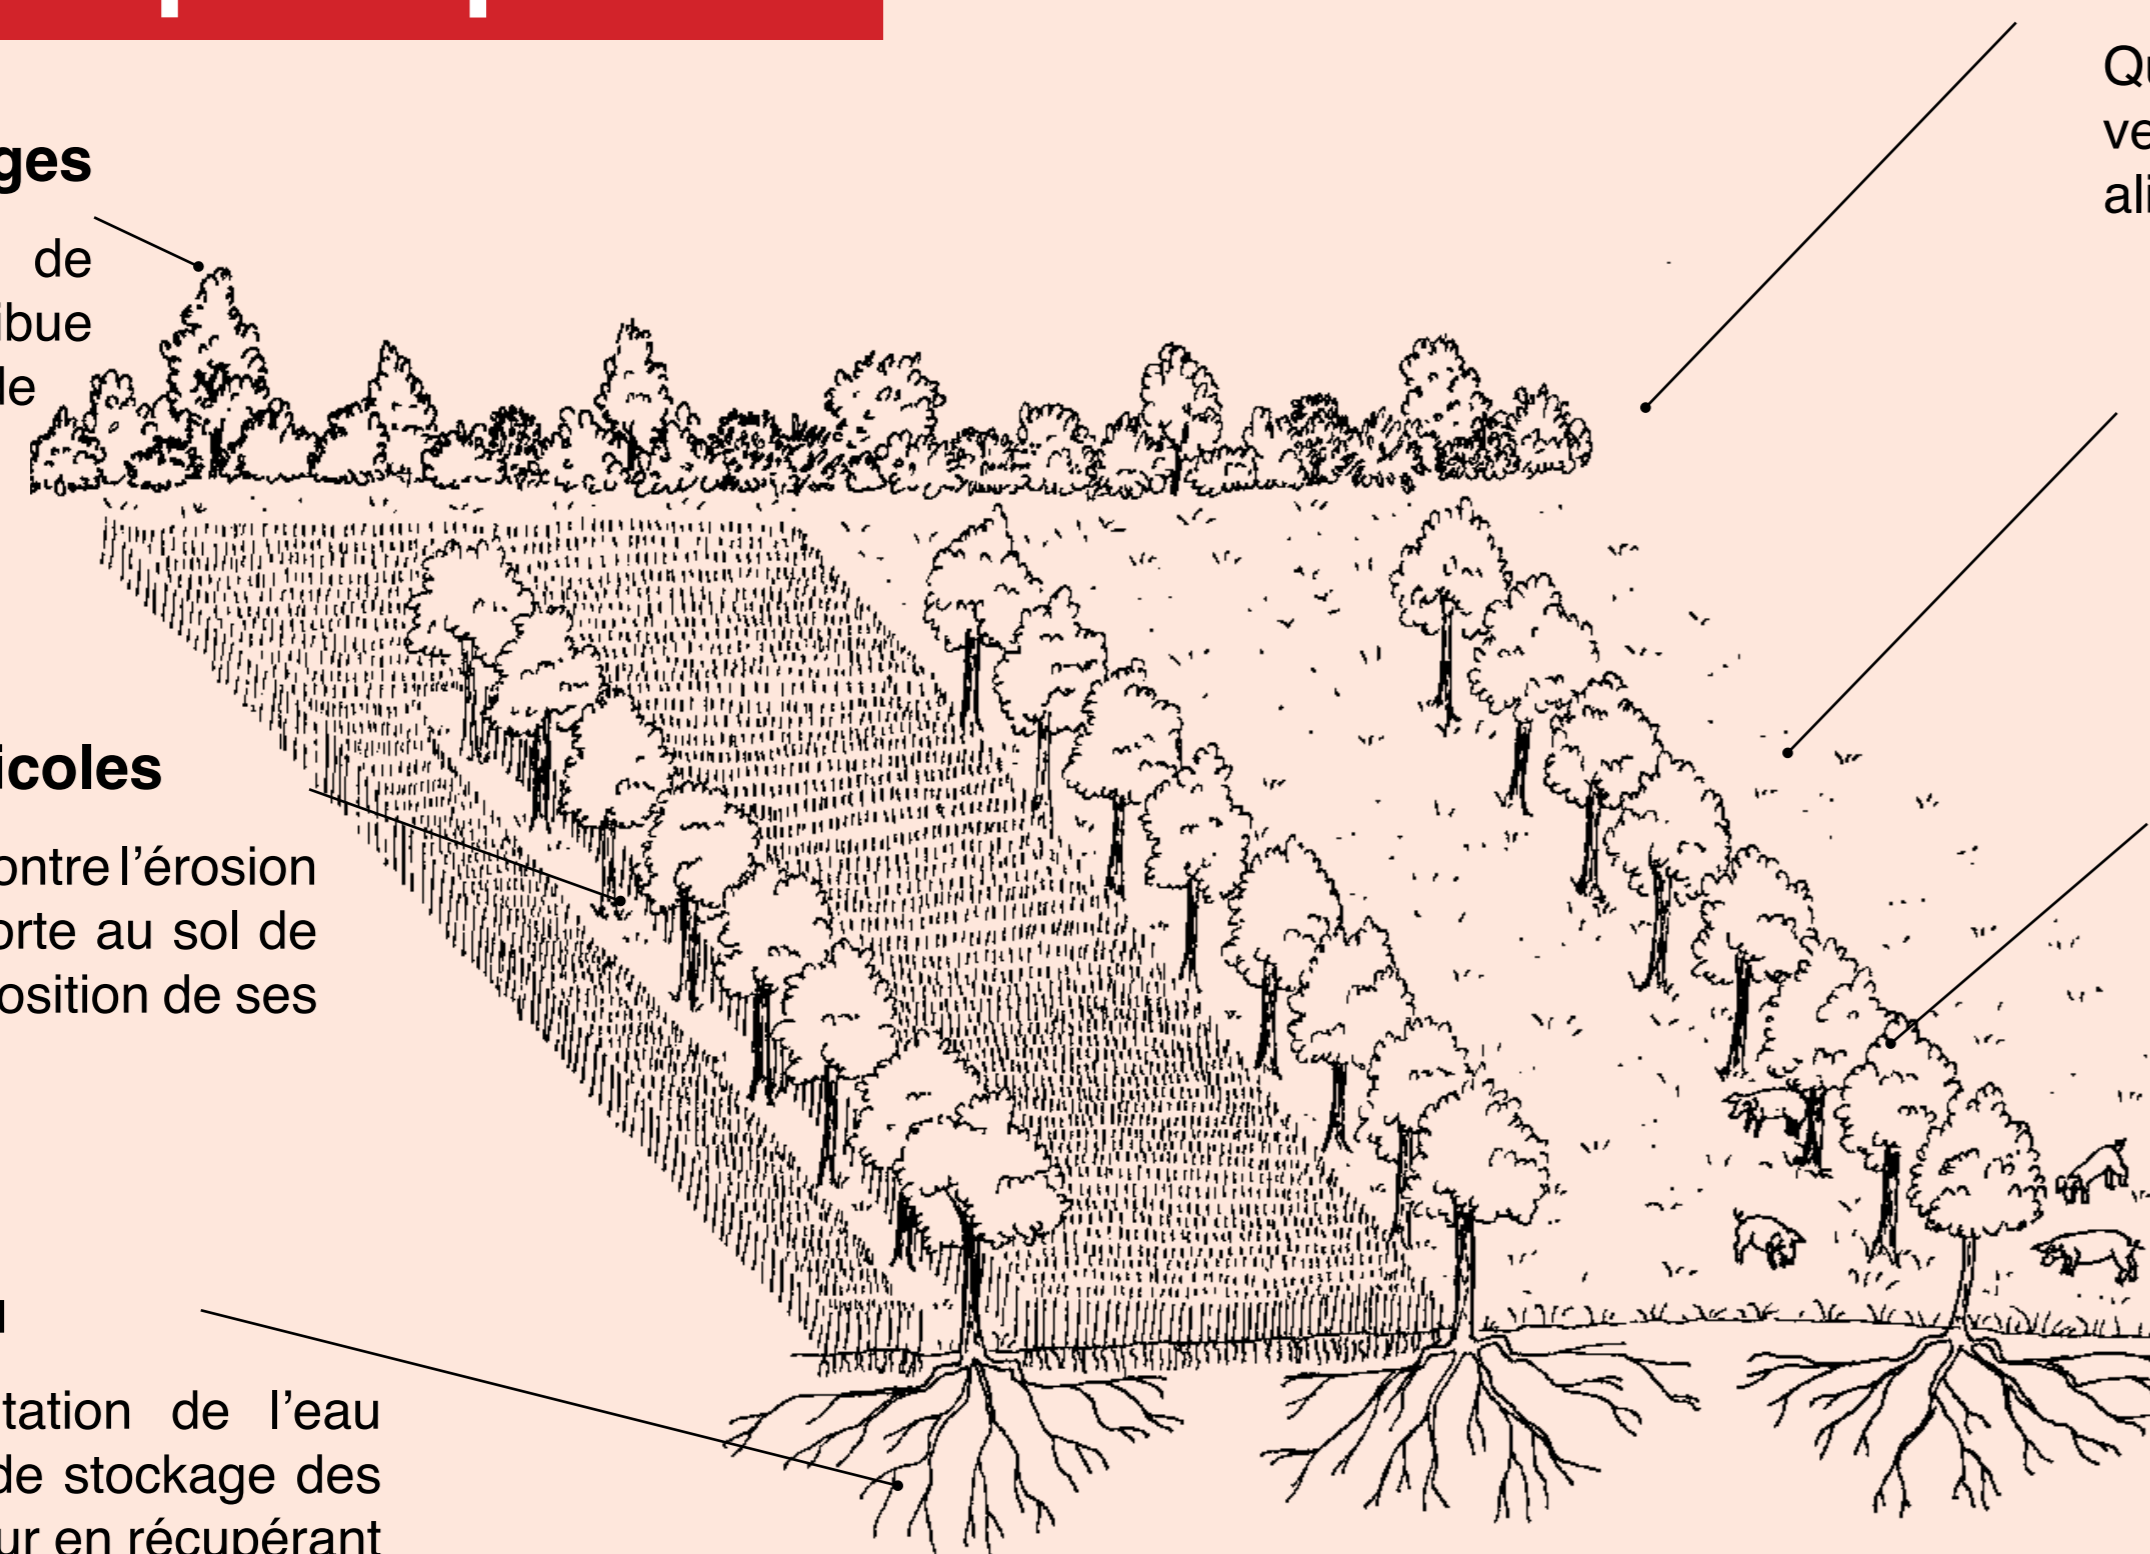 ges
de
ibue
le
icoles
ontre l’érosion
orte au sol de
osition de ses
tation de l’eau
de stockage des
ur en récupérant
Qu
ve
ali